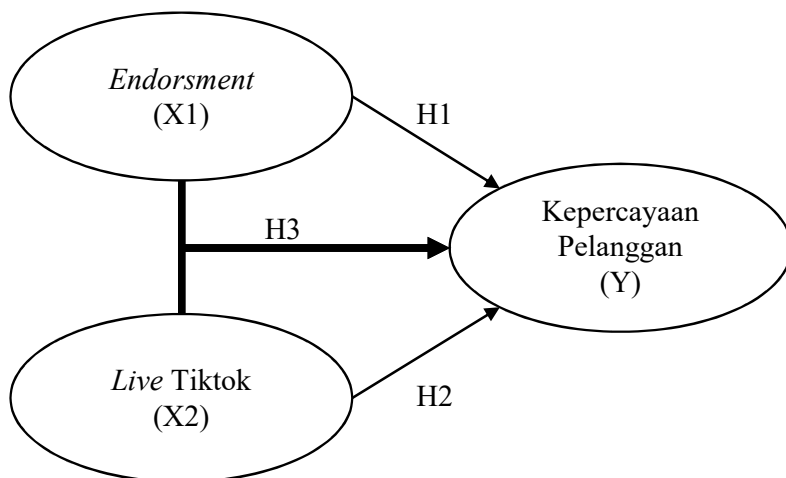 Endorsment
(X1)
H1
H3
Kepercayaan
Pelanggan
(Y)
Live Tiktok
(X2)
H2